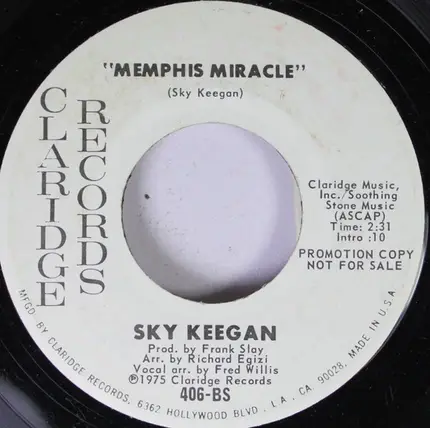 "MEMPHIS MIRACLE"
(Sky Keegan)
CLARIDGE
RECORDS
Claridge Music,
Inc./Soothing
Stone Music
(ASCAP)
Time: 2:31
Intro :10
PROMOTION COPY
NOT FOR SALE
SKY KEEGAN
Prod. by Frank Slay
Arr. by Richard Egizi
Vocal arr. by Fred Willis
℗1975 Claridge Records
406-BS
MFGD. BY CLARIDGE RECORDS, 6362 HOLLYWOOD BLVD., L.A., CA. 90028, MADE IN U.S.A.